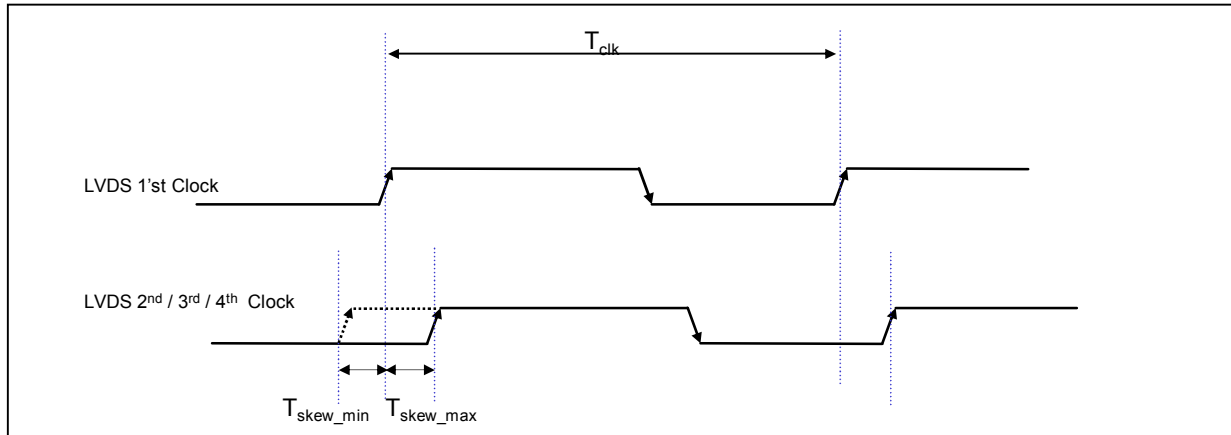 T_clk
LVDS 1'st Clock
LVDS 2nd / 3rd / 4th Clock
T_skew_min T_skew_max